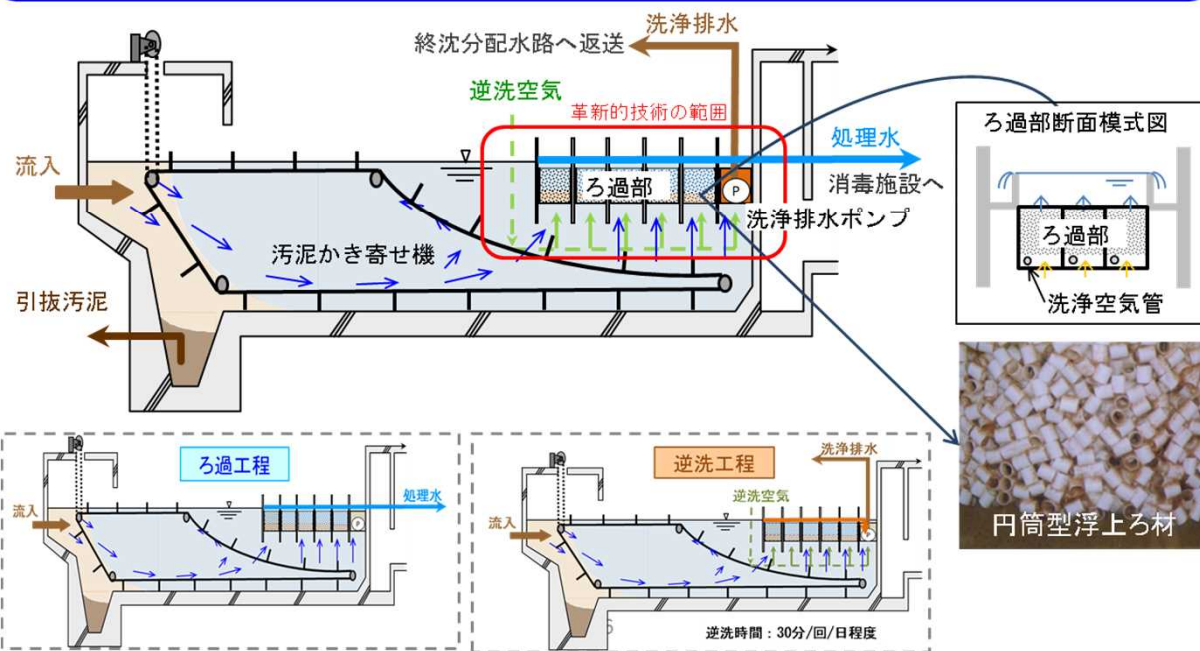 洗浄排水
終沈分配水路へ返送
逆洗空気
革新的技術の範囲
流入
処理水
消毒施設へ
ろ過部
P
洗浄排水ポンプ
汚泥かき寄せ機
引抜汚泥
ろ過部断面模式図
ろ過部
洗浄空気管
円筒型浮上ろ材
ろ過工程
流入
処理水
P
逆洗工程
洗浄排水
逆洗空気
流入
P
6
逆洗時間:30分/回/日程度